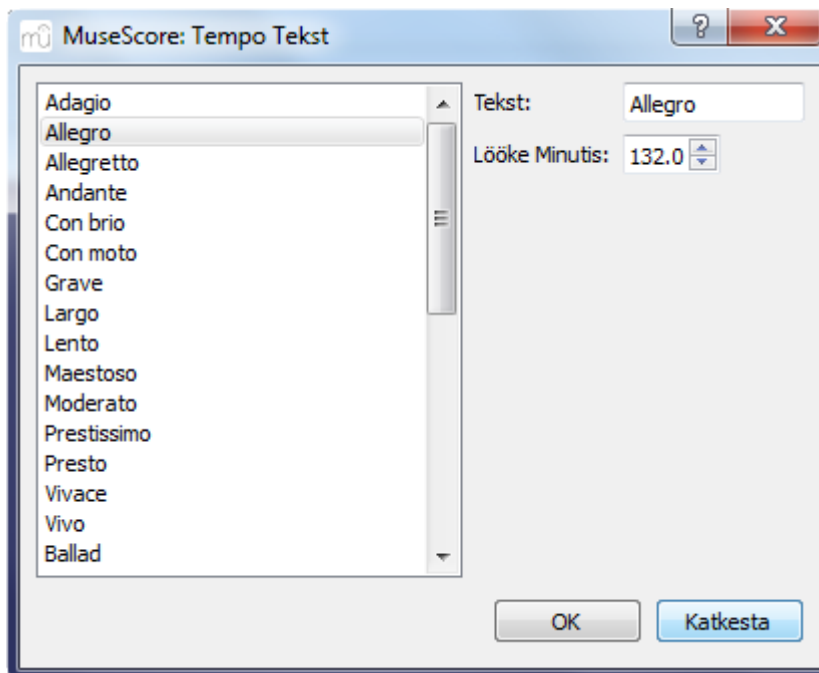 MuseScore: Tempo Tekst
Adagio
Allegro
Allegretto
Andante
Con brio
Con moto
Grave
Largo
Lento
Maestoso
Moderato
Prestissimo
Presto
Vivace
Vivo
Ballad
Tekst: Allegro
Lööke Minutis: 132.0
OK Katkesta